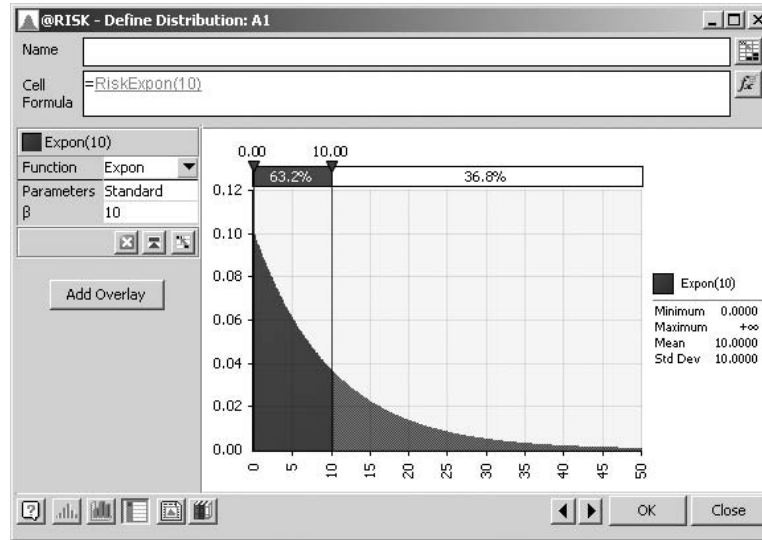 @RISK - Define Distribution: A1
Name
Cell Formula
=RiskExpon(10)
Expon(10)
Function Expon
Parameters Standard
β 10
Add Overlay
0.00 10.00
63.2% 36.8%
0.12
0.10
0.08
0.06
0.04
0.02
0.00
0 5 10 15 20 25 30 35 40 45 50
Expon(10)
Minimum 0.0000
Maximum +∞
Mean 10.0000
Std Dev 10.0000
OK Close